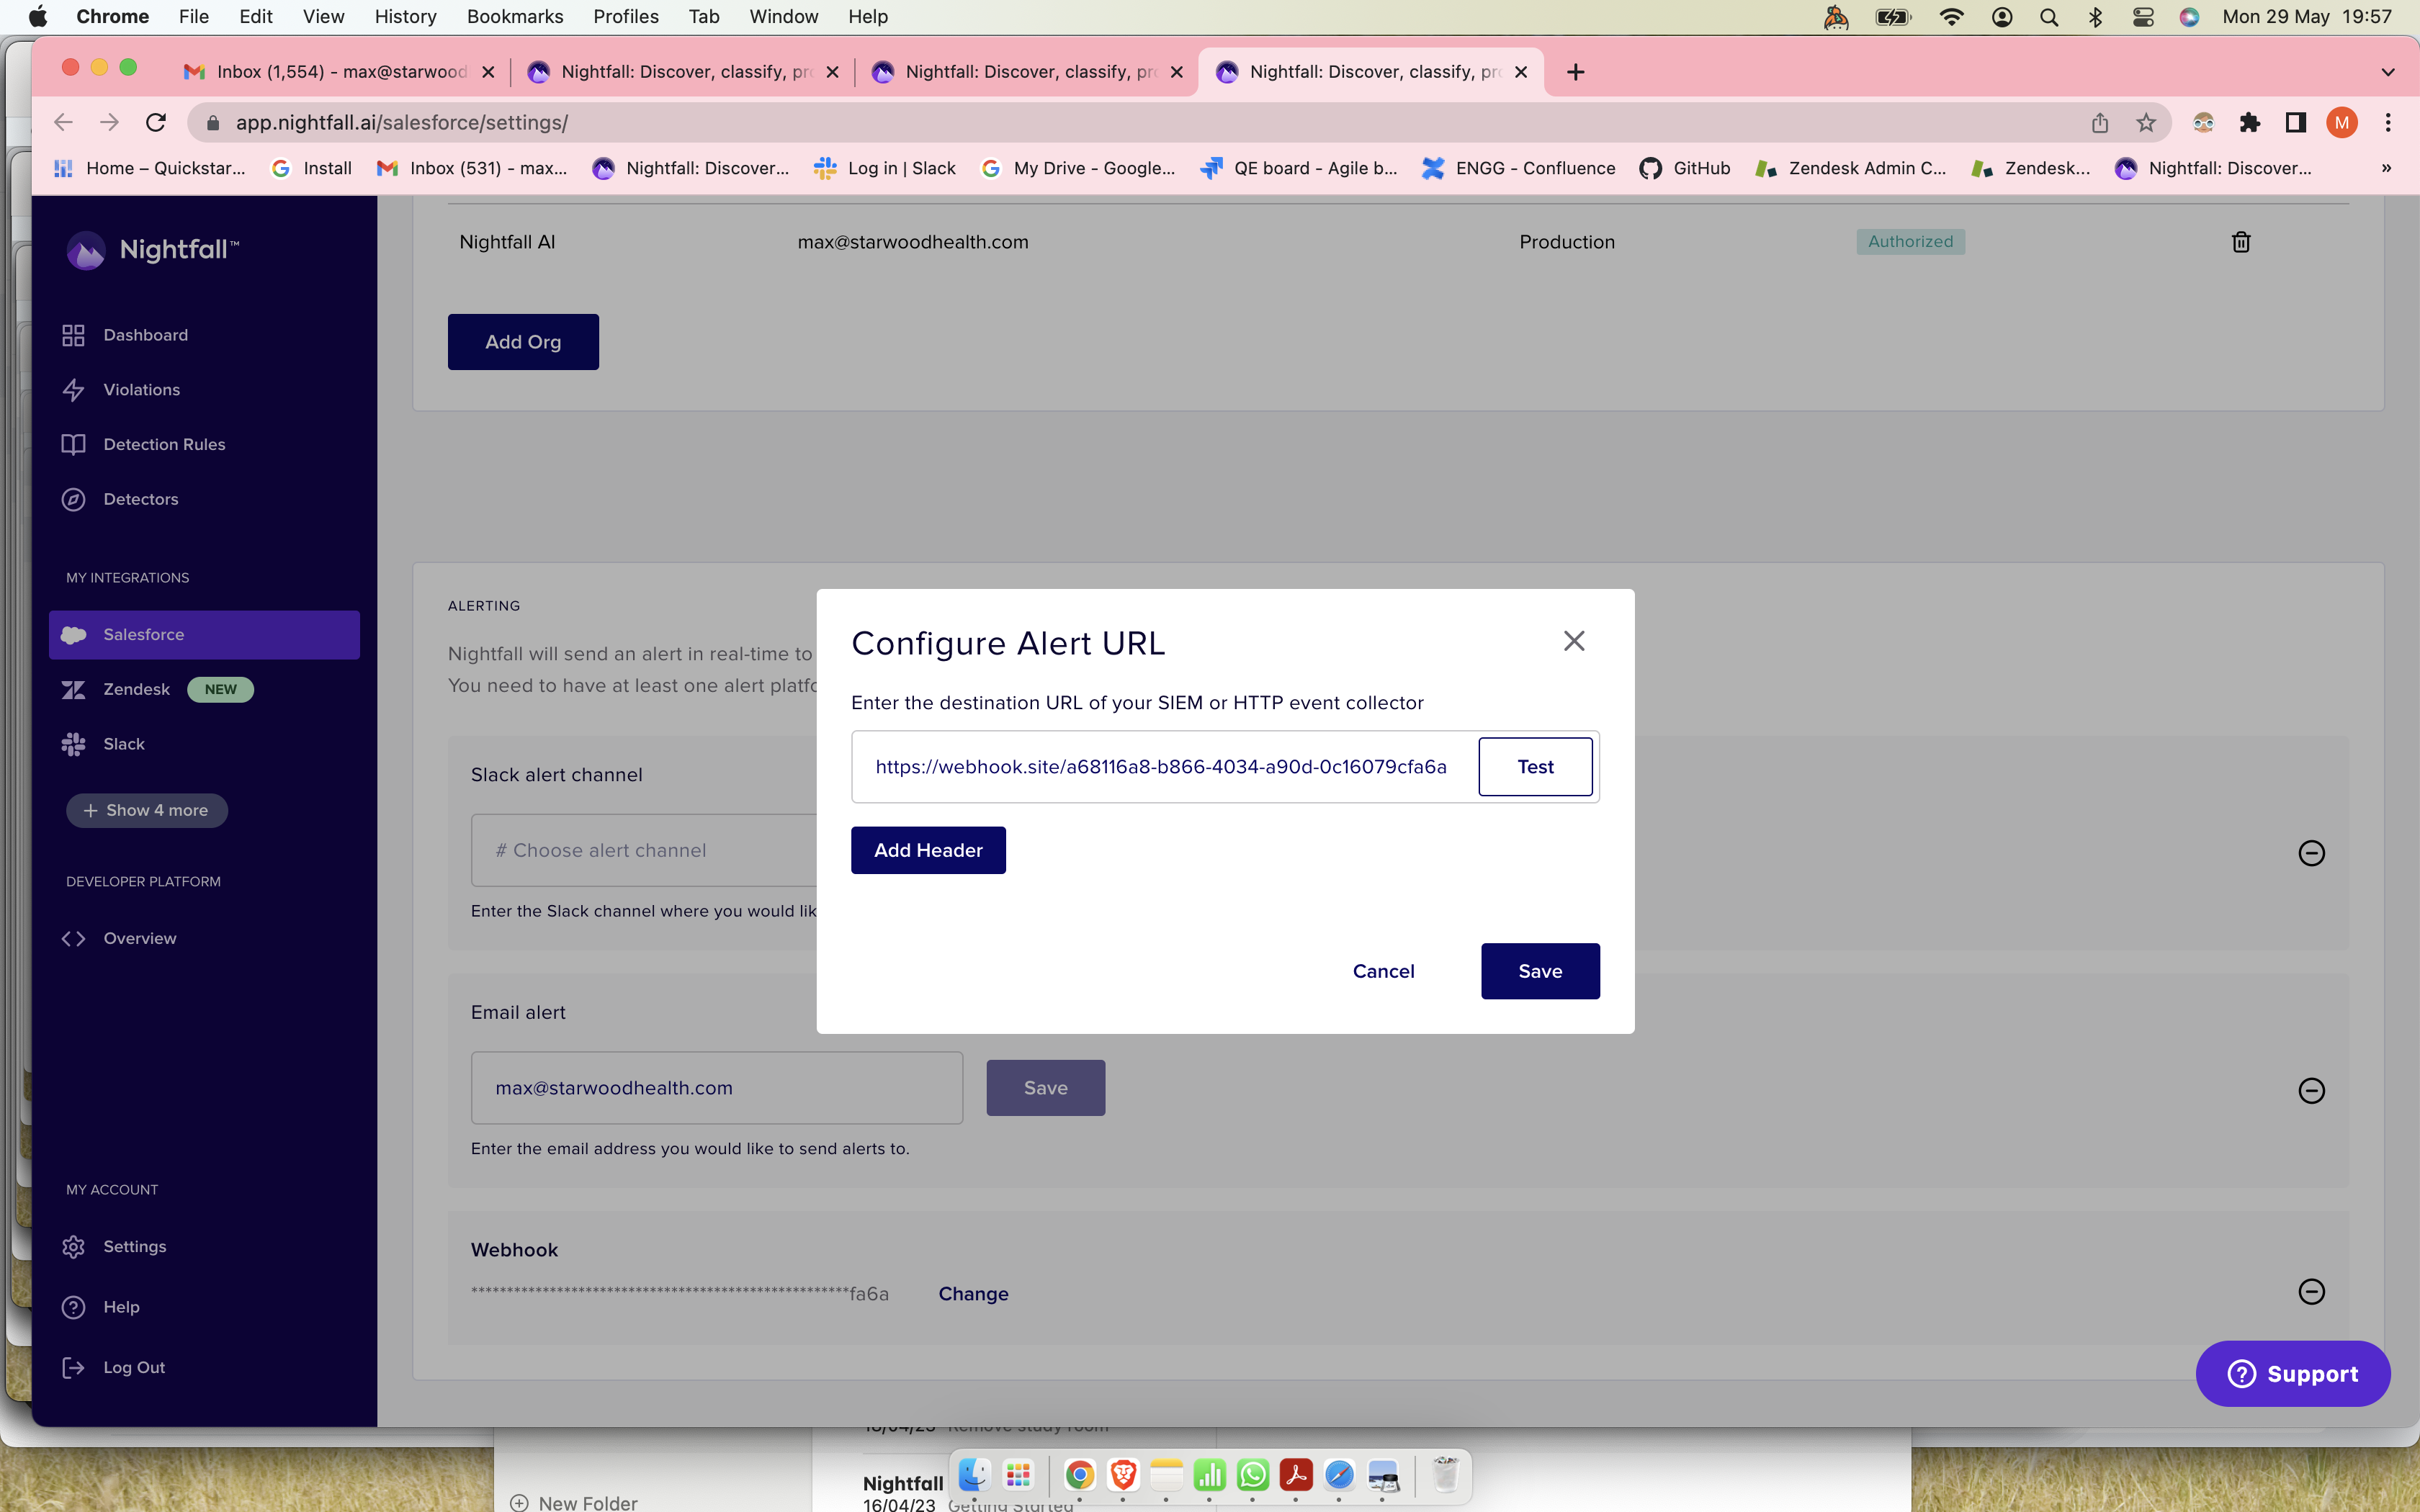 Chrome File Edit View History Bookmarks Profiles Tab Window Help Mon 29 May 19:57
Inbox (1,554) - max@starwood Nightfall: Discover, classify, pro Nightfall: Discover, classify, pro Nightfall: Discover, classify, pro
app.nightfall.ai/salesforce/settings/ M
Home – Quickstar... Install Inbox (531) - max... Nightfall: Discover... Log in | Slack My Drive - Google... QE board - Agile b... ENGG - Confluence GitHub Zendesk Admin C... Zendesk... Nightfall: Discover... »
Nightfall™
Dashboard
Violations
Detection Rules
Detectors
MY INTEGRATIONS
Salesforce
Zendesk NEW
Slack
+ Show 4 more
DEVELOPER PLATFORM
Overview
MY ACCOUNT
Settings
Help
Log Out
Nightfall AI max@starwoodhealth.com Production Authorized
Add Org
ALERTING
Nightfall will send an alert in real-time to
You need to have at least one alert platfo
Slack alert channel
# Choose alert channel
Enter the Slack channel where you would lik
Email alert
max@starwoodhealth.com Save
Enter the email address you would like to send alerts to.
Webhook
*****************************************************fa6a Change
Configure Alert URL
Enter the destination URL of your SIEM or HTTP event collector
https://webhook.site/a68116a8-b866-4034-a90d-0c16079cfa6a Test
Add Header
Cancel Save
Support
Remove study room
Nightfall
16/04/23 Getting Started
New Folder